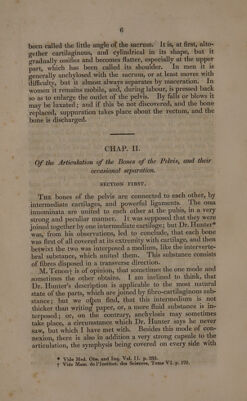 6
been called the little angle of the sacrum. It is, at first, alto-
gether cartilaginous, and cylindrical in its shape, but it
gradually ossifies and becomes flatter, especially at the upper
part, which has been called its shoulder. In men it is
generally anchylosed with the sacrum, or at least moves with
difficulty, but is almost always separates by maceration. In
women it remains mobile, and, during labour, is pressed back
so as to enlarge the outlet of the pelvis. By falls or blows it
may be luxated; and if this be not discovered, and the bone
replaced, suppuration takes place about the rectum, and the
bone is discharged.
CHAP. II.
Of the Articulation of the Bones of the Pelvis, and their
occasional separation.
SECTION FIRST.
THE bones of the pelvis are connected to each other, by
intermediate cartilages, and powerful ligaments. The ossa
innominata are united to each other at the pubis, in a very
strong and peculiar manner. It was supposed that they were
joined together by one intermediate cartilage; but Dr. Hunter*
was, from his observations, led to conclude, that each bone
was first of all covered at its extremity with cartilage, and then
betwixt the two was interposed a medium, like the interverte-
bral substance, which united them. This substance consists
of fibres disposed in a transverse direction.
M. Tenon† is of opinion, that sometimes the one mode and
sometimes the other obtains. I am inclined to think, that
Dr. Hunter's description is applicable to the most natural
state of the parts, which are joined by fibro-cartilaginous sub-
stance; but we often find, that this intermedium is not
thicker than writing paper, or, a mere fluid substance is in-
terposed; or, on the contrary, anchylosis may sometimes
take place, a circumstance which Dr. Hunter says he never
saw, but which I have met with. Besides this mode of con-
nexion, there is also in addition a very strong capsule to the
articulation, the symphysis being covered on every side with
* Vide Med. Obs. and Inq. Vol. II. p. 333.
† Vide Mem. de l'Institut. des Sciences, Tome VI. p. 172.